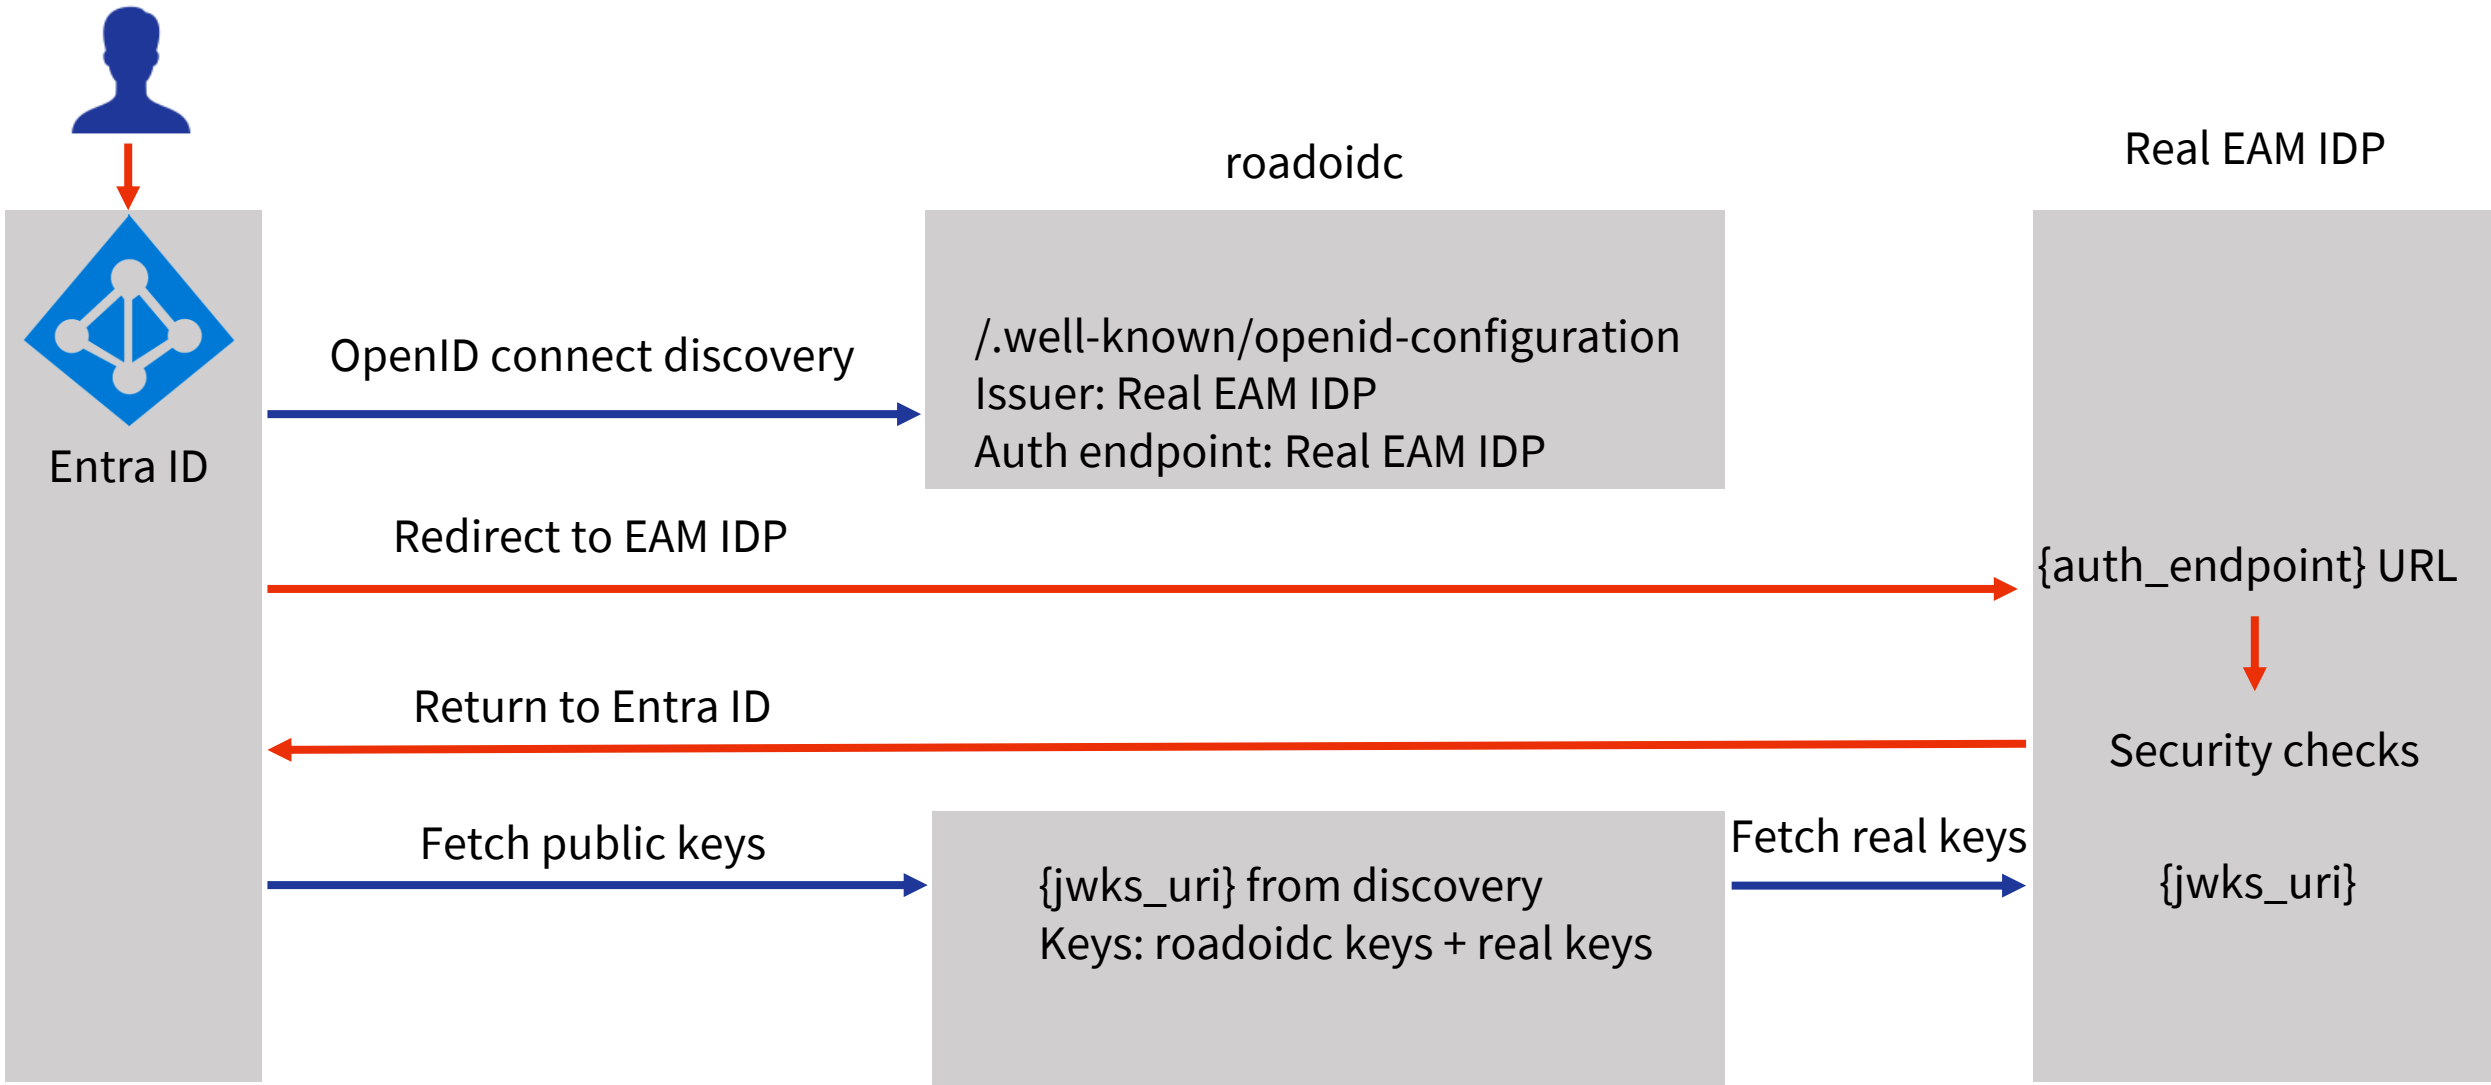 roadoidc
Real EAM IDP
Entra ID
OpenID connect discovery
/.well-known/openid-configuration
Issuer: Real EAM IDP
Auth endpoint: Real EAM IDP
Redirect to EAM IDP
{auth_endpoint} URL
Return to Entra ID
Security checks
Fetch public keys
{jwks_uri} from discovery
Keys: roadoidc keys + real keys
Fetch real keys
{jwks_uri}